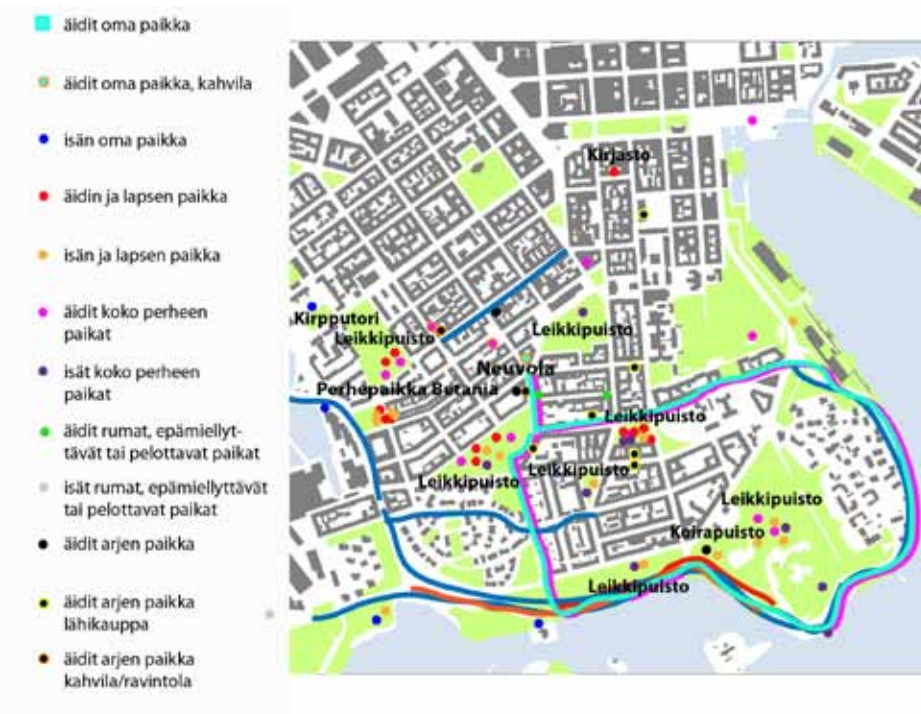 äidit oma paikka
äidit oma paikka, kahvila
isän oma paikka
äidin ja lapsen paikka
isän ja lapsen paikka
äidit koko perheen
paikat
isät koko perheen
paikat
äidit rumat, epämiellyt-
tävät tai pelottavat paikat
isät rumat, epämiellyttävät
tai pelottavat paikat
äidit arjen paikka
äidit arjen paikka
lähikauppa
äidit arjen paikka
kahvila/ravintola
Kirjasto
Kirpputori
Leikkipuisto
Leikkipuisto
Neuvola
Perhepaikka Betania
Leikkipuisto
Leikkipuisto
Leikkipuisto
Leikkipuisto
Koirapuisto
Leikkipuisto